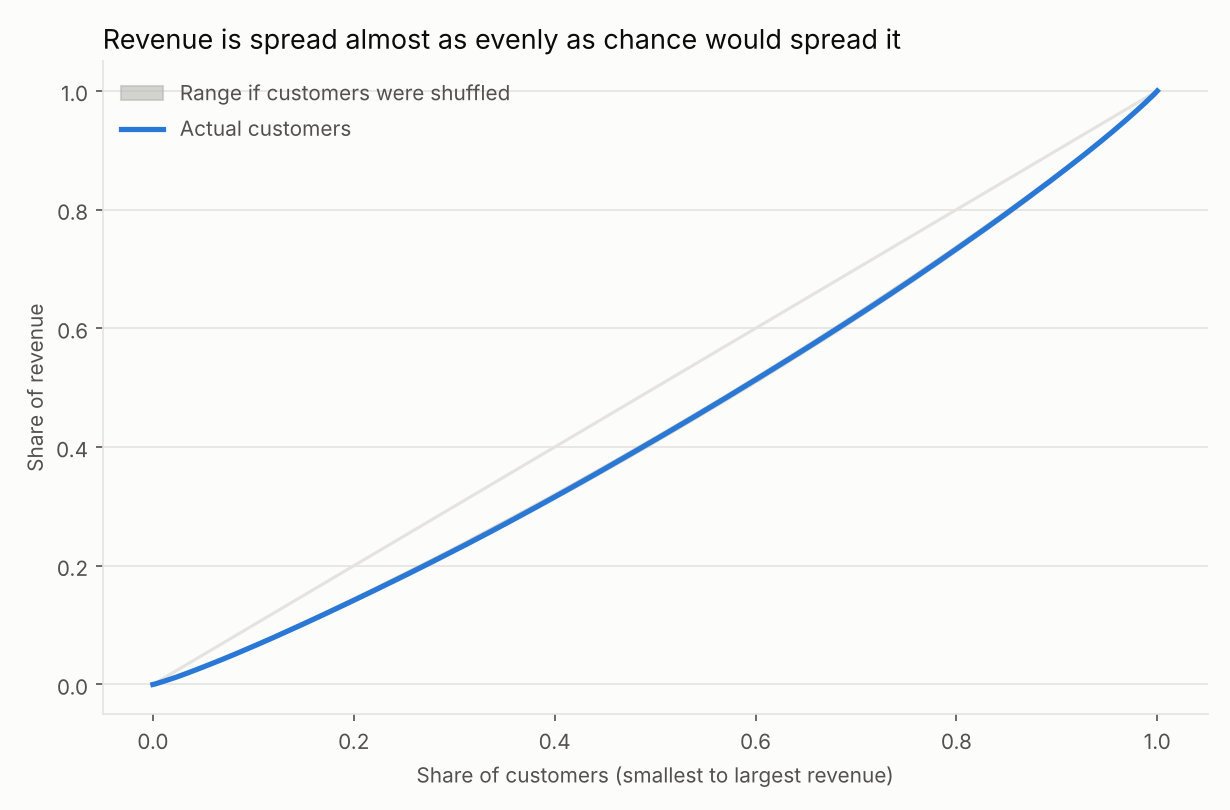 Revenue is spread almost as evenly as chance would spread it
Range if customers were shuffled
Actual customers
1.0
0.8
0.6
0.4
0.2
0.0
Share of revenue
0.0 0.2 0.4 0.6 0.8 1.0
Share of customers (smallest to largest revenue)